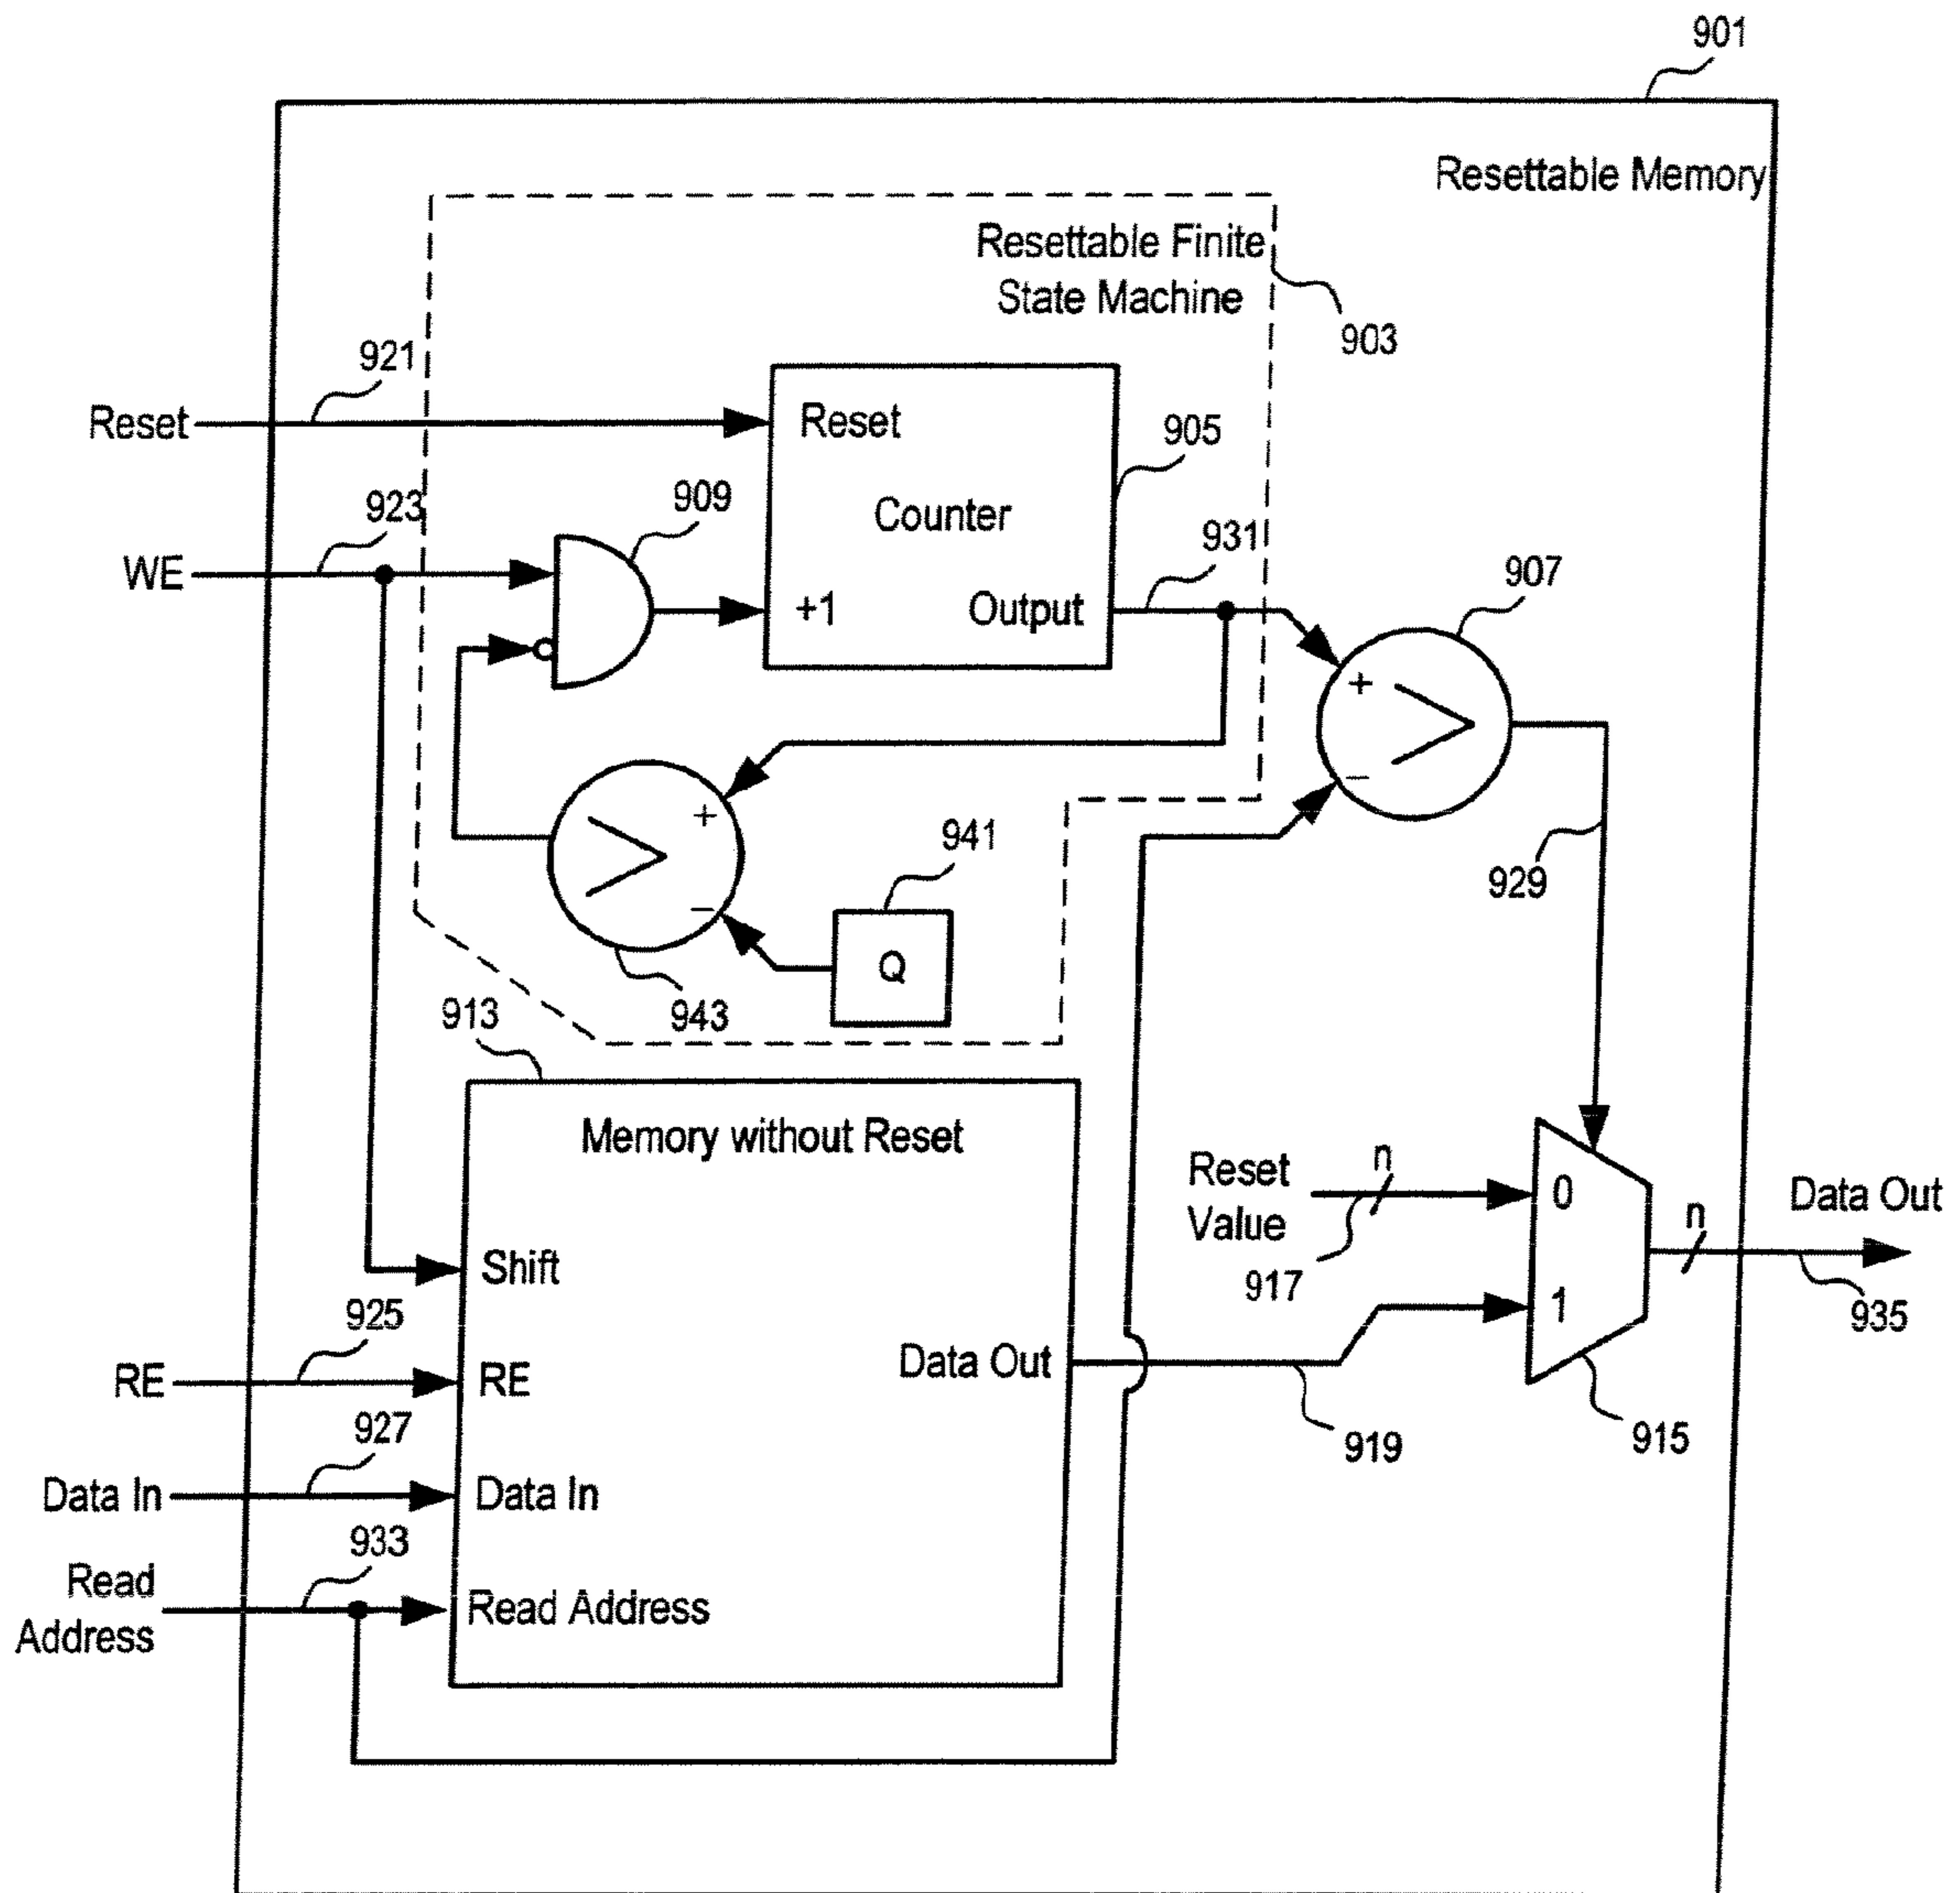 901
Resettable Memory
Resettable Finite
State Machine
903
921
Reset
Reset
905
Counter
923
909
WE
931
907
+1
Output
+
−
+
−
941
Q
943
929
913
Memory without Reset
Reset
Value
n
917
0
1
n
Data Out
935
Shift
925
RE
RE
Data Out
919
915
927
Data In
Data In
933
Read
Address
Read Address